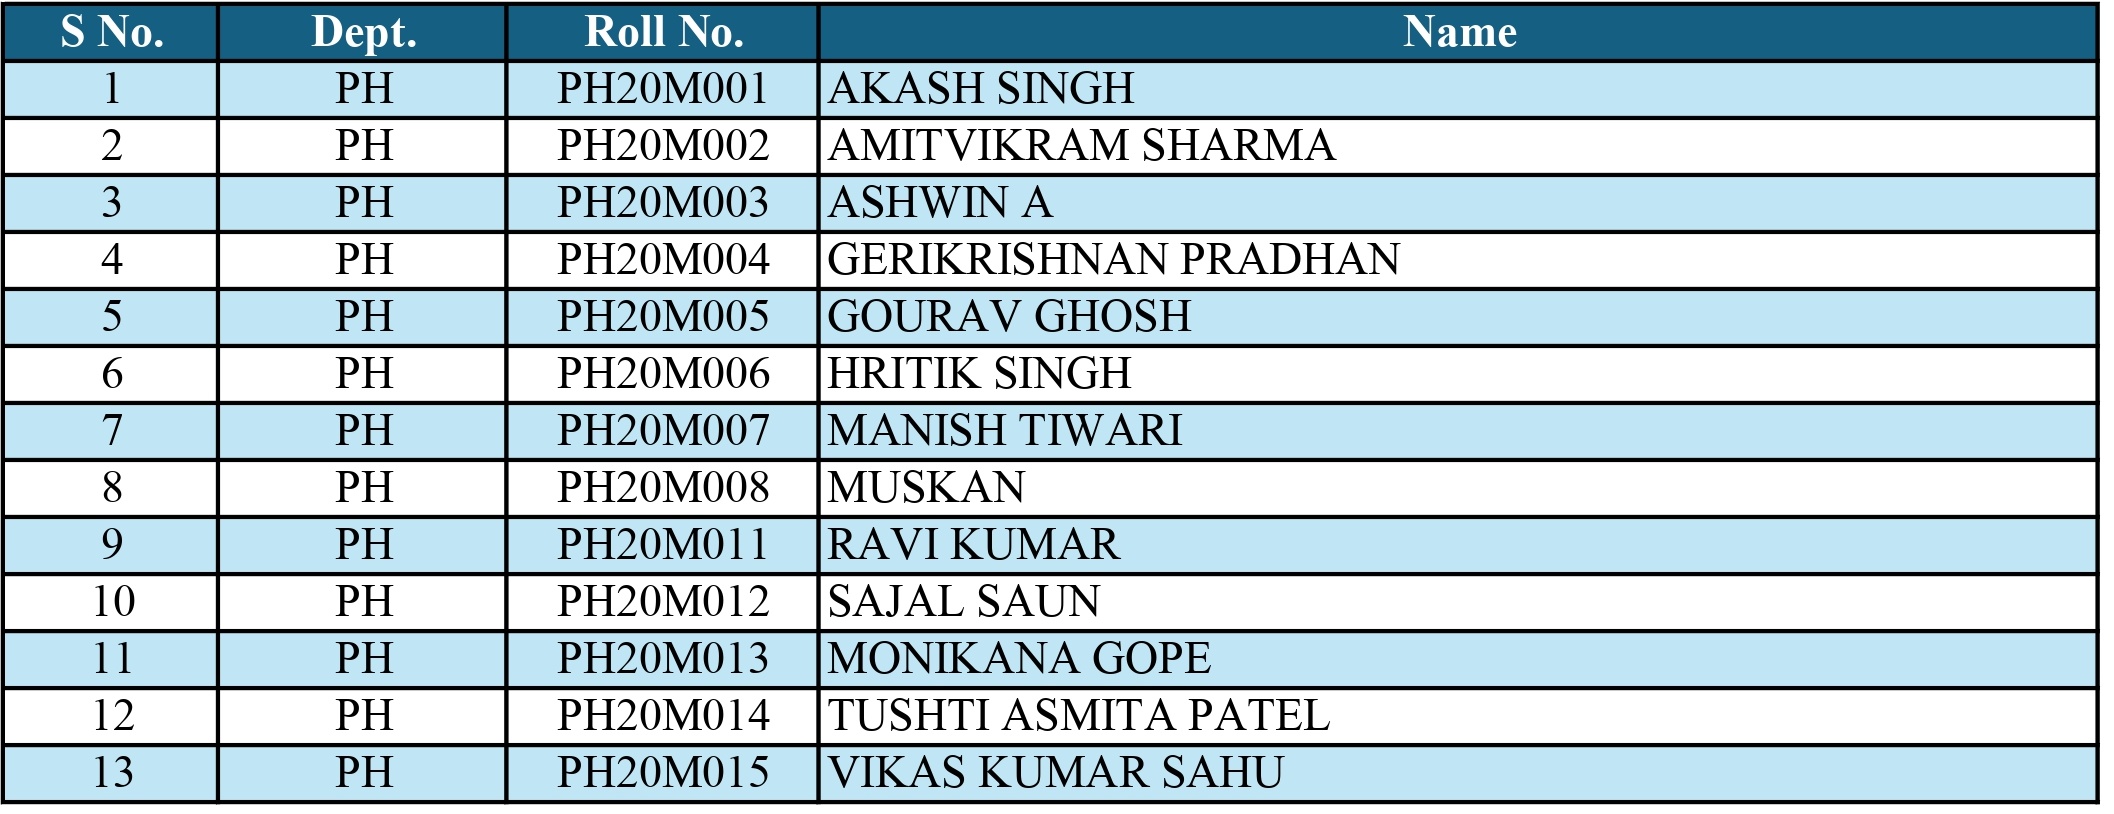 S No. Dept. Roll No. Name
1 PH PH20M001 AKASH SINGH
2 PH PH20M002 AMITVIKRAM SHARMA
3 PH PH20M003 ASHWIN A
4 PH PH20M004 GERIKRISHNAN PRADHAN
5 PH PH20M005 GOURAV GHOSH
6 PH PH20M006 HRITIK SINGH
7 PH PH20M007 MANISH TIWARI
8 PH PH20M008 MUSKAN
9 PH PH20M011 RAVI KUMAR
10 PH PH20M012 SAJAL SAUN
11 PH PH20M013 MONIKANA GOPE
12 PH PH20M014 TUSHTI ASMITA PATEL
13 PH PH20M015 VIKAS KUMAR SAHU